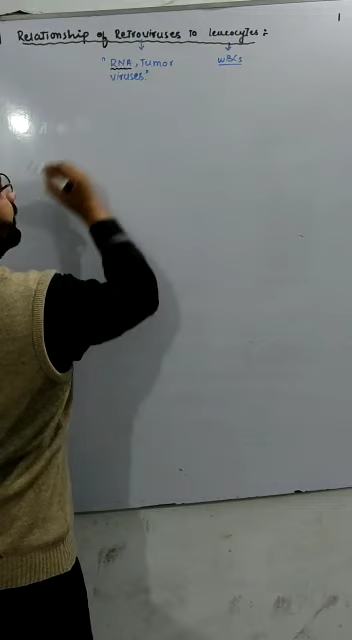 Relationship of Retroviruses to leucocytes :
" RNA, Tumor
viruses."
WBCs
1